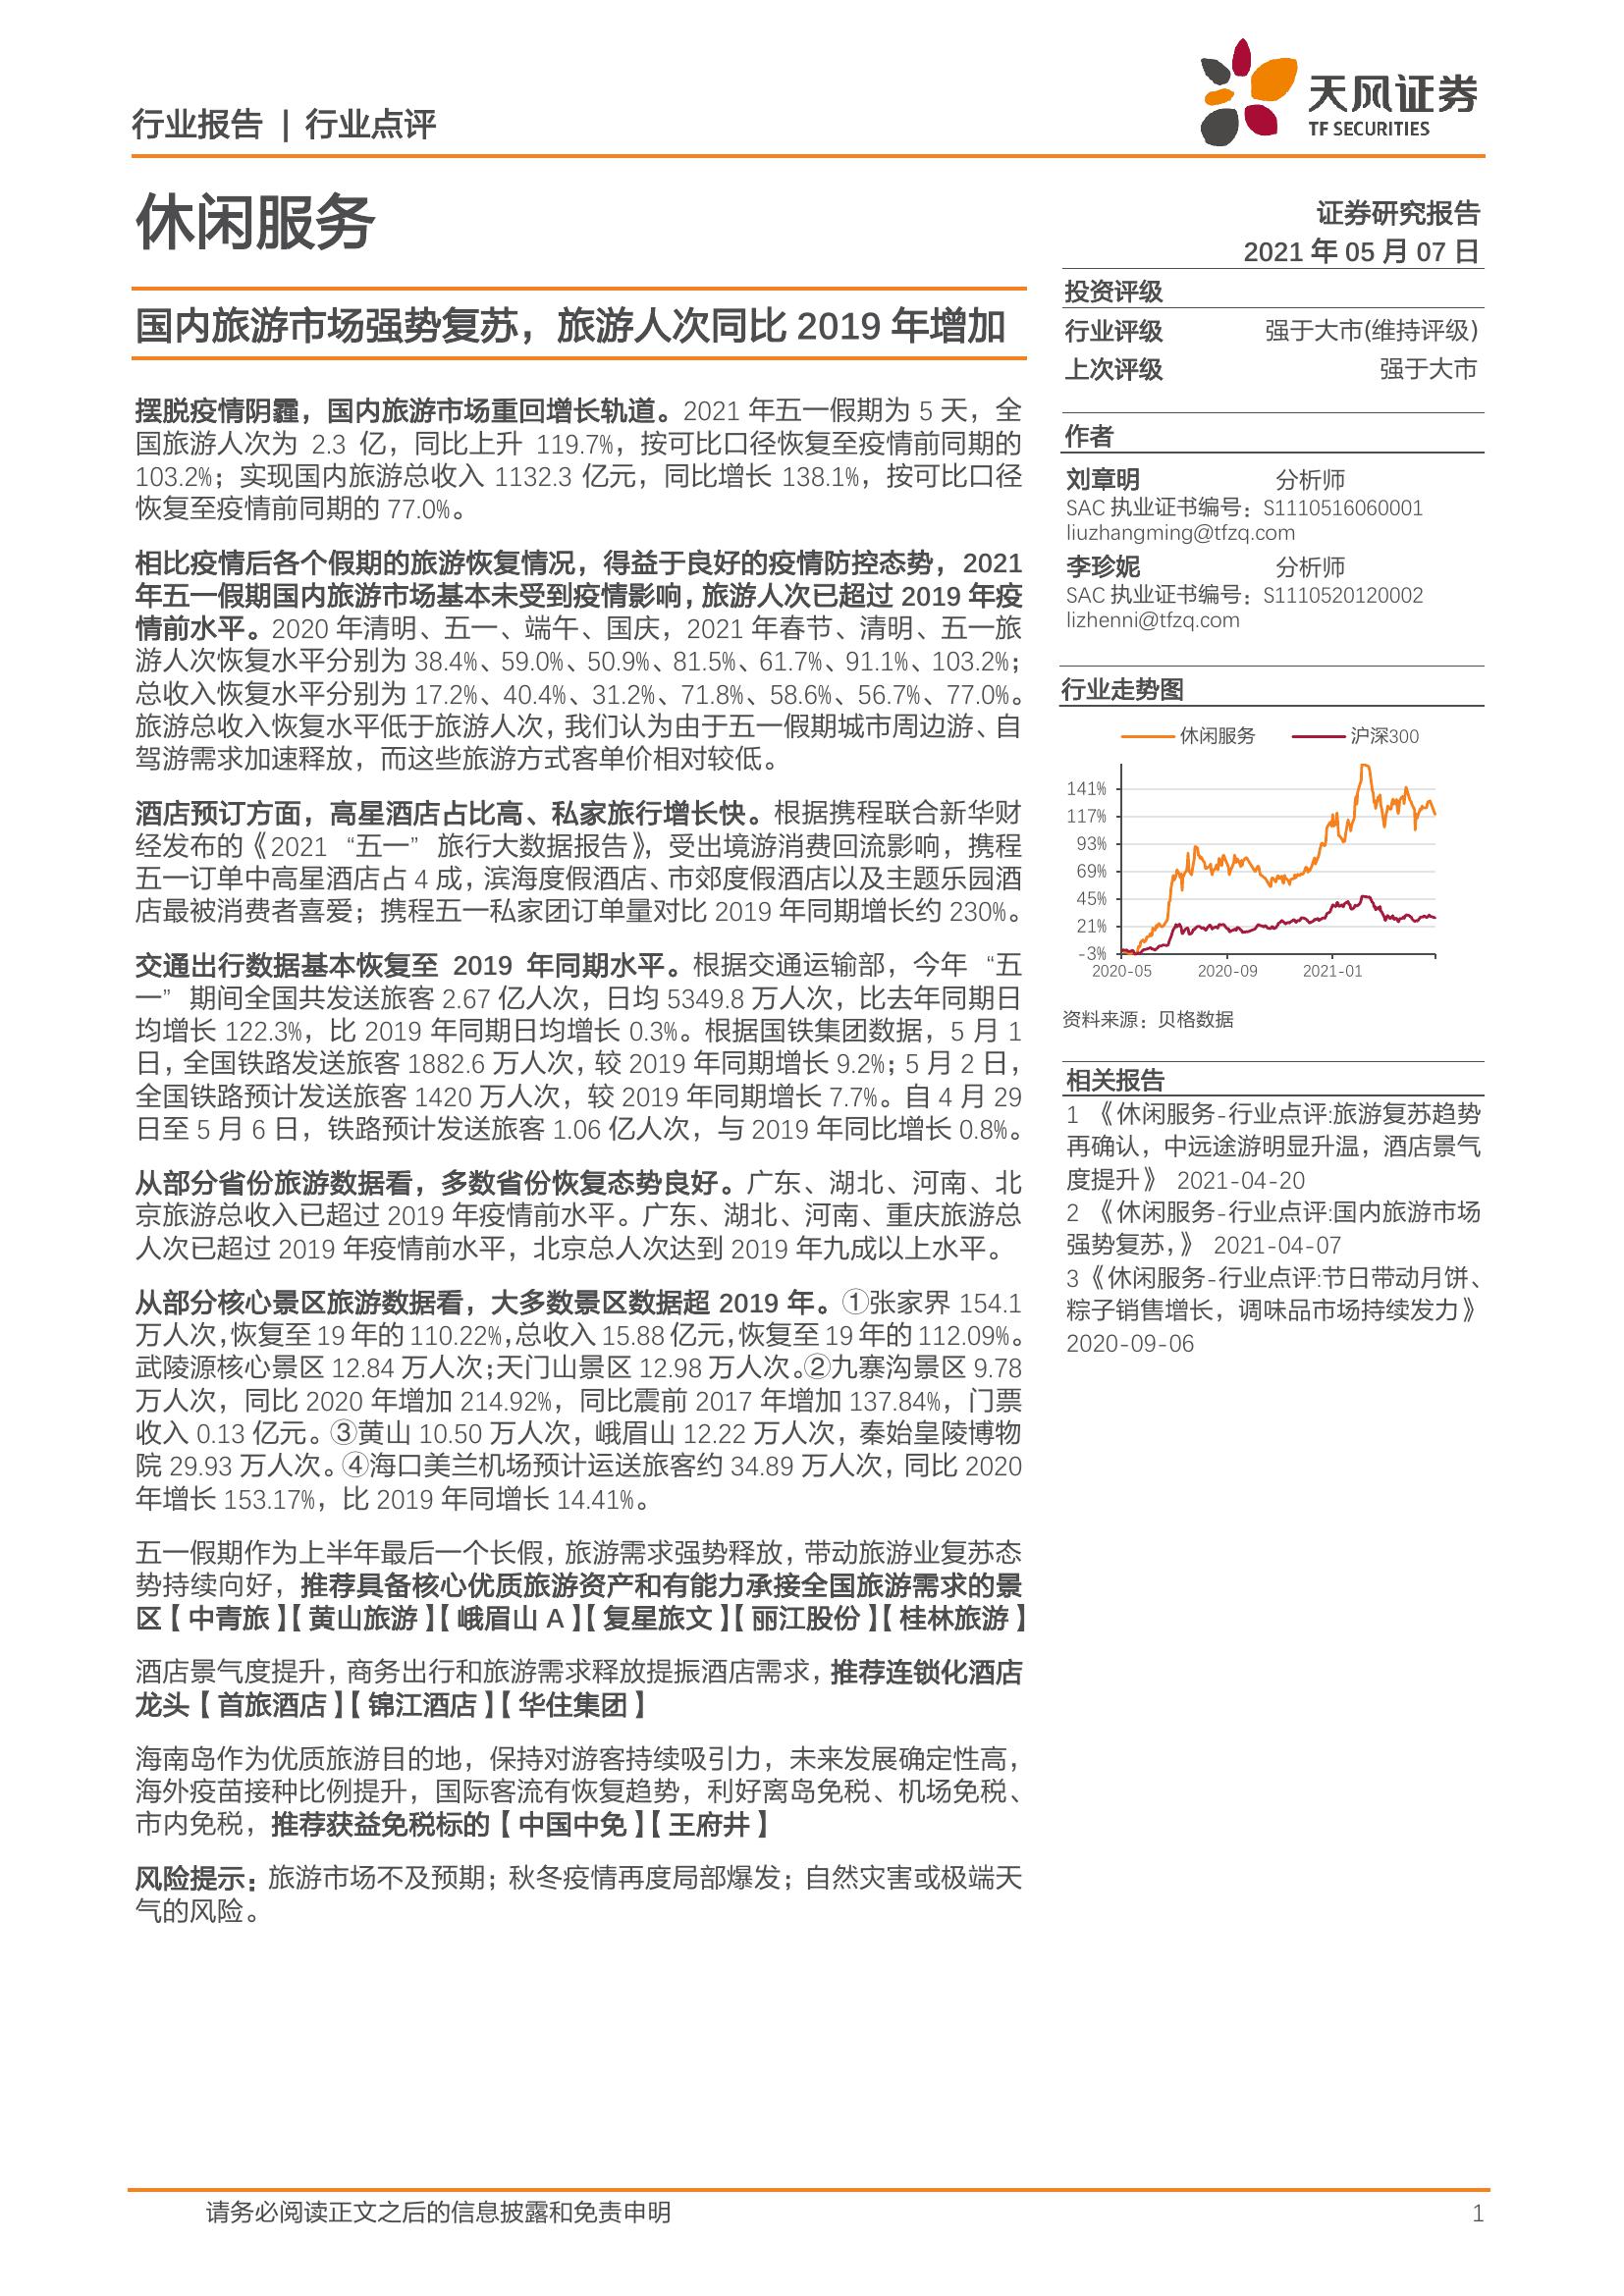 行业报告 | 行业点评
天风证券
TF SECURITIES
休闲服务
证券研究报告
2021 年 05 月 07 日
国内旅游市场强势复苏，旅游人次同比 2019 年增加
摆脱疫情阴霾，国内旅游市场重回增长轨道。2021 年五一假期为 5 天，全
国旅游人次为 2.3 亿，同比上升 119.7%，按可比口径恢复至疫情前同期的
103.2%；实现国内旅游总收入 1132.3 亿元，同比增长 138.1%，按可比口径
恢复至疫情前同期的 77.0%。
相比疫情后各个假期的旅游恢复情况，得益于良好的疫情防控态势，2021
年五一假期国内旅游市场基本未受到疫情影响，旅游人次已超过 2019 年疫
情前水平。2020 年清明、五一、端午、国庆，2021 年春节、清明、五一旅
游人次恢复水平分别为 38.4%、59.0%、50.9%、81.5%、61.7%、91.1%、103.2%；
总收入恢复水平分别为 17.2%、40.4%、31.2%、71.8%、58.6%、56.7%、77.0%。
旅游总收入恢复水平低于旅游人次，我们认为由于五一假期城市周边游、自
驾游需求加速释放，而这些旅游方式客单价相对较低。
酒店预订方面，高星酒店占比高、私家旅行增长快。根据携程联合新华财
经发布的《2021 “五一” 旅行大数据报告》，受出境游消费回流影响，携程
五一订单中高星酒店占 4 成，滨海度假酒店、市郊度假酒店以及主题乐园酒
店最被消费者喜爱；携程五一私家团订单量对比 2019 年同期增长约 230%。
交通出行数据基本恢复至 2019 年同期水平。根据交通运输部，今年 “五
一” 期间全国共发送旅客 2.67 亿人次，日均 5349.8 万人次，比去年同期日
均增长 122.3%，比 2019 年同期日均增长 0.3%。根据国铁集团数据，5 月 1
日，全国铁路发送旅客 1882.6 万人次，较 2019 年同期增长 9.2%；5 月 2 日，
全国铁路预计发送旅客 1420 万人次，较 2019 年同期增长 7.7%。自 4 月 29
日至 5 月 6 日，铁路预计发送旅客 1.06 亿人次，与 2019 年同比增长 0.8%。
从部分省份旅游数据看，多数省份恢复态势良好。广东、湖北、河南、北
京旅游总收入已超过 2019 年疫情前水平。广东、湖北、河南、重庆旅游总
人次已超过 2019 年疫情前水平，北京总人次达到 2019 年九成以上水平。
从部分核心景区旅游数据看，大多数景区数据超 2019 年。①张家界 154.1
万人次，恢复至 19 年的 110.22%，总收入 15.88 亿元，恢复至 19 年的 112.09%。
武陵源核心景区 12.84 万人次；天门山景区 12.98 万人次。②九寨沟景区 9.78
万人次，同比 2020 年增加 214.92%，同比震前 2017 年增加 137.84%，门票
收入 0.13 亿元。③黄山 10.50 万人次，峨眉山 12.22 万人次，秦始皇陵博物
院 29.93 万人次。④海口美兰机场预计运送旅客约 34.89 万人次，同比 2020
年增长 153.17%，比 2019 年同增长 14.41%。
五一假期作为上半年最后一个长假，旅游需求强势释放，带动旅游业复苏态
势持续向好，推荐具备核心优质旅游资产和有能力承接全国旅游需求的景
区【中青旅】【黄山旅游】【峨眉山 A】【复星旅文】【丽江股份】【桂林旅游】
酒店景气度提升，商务出行和旅游需求释放提振酒店需求，推荐连锁化酒店
龙头【首旅酒店】【锦江酒店】【华住集团】
海南岛作为优质旅游目的地，保持对游客持续吸引力，未来发展确定性高，
海外疫苗接种比例提升，国际客流有恢复趋势，利好离岛免税、机场免税、
市内免税，推荐获益免税标的【中国中免】【王府井】
风险提示：旅游市场不及预期；秋冬疫情再度局部爆发；自然灾害或极端天
气的风险。
投资评级
行业评级 强于大市(维持评级)
上次评级 强于大市
作者
刘章明 分析师
SAC 执业证书编号：S1110516060001
liuzhangming@tfzq.com
李珍妮 分析师
SAC 执业证书编号：S1110520120002
lizhenni@tfzq.com
行业走势图
休闲服务 沪深300
141%
117%
93%
69%
45%
21%
-3%
2020-05 2020-09 2021-01
资料来源：贝格数据
相关报告
1 《休闲服务-行业点评:旅游复苏趋势
再确认，中远途游明显升温，酒店景气
度提升》 2021-04-20
2 《休闲服务-行业点评:国内旅游市场
强势复苏,》 2021-04-07
3《休闲服务-行业点评:节日带动月饼、
粽子销售增长，调味品市场持续发力》
2020-09-06
请务必阅读正文之后的信息披露和免责申明
1